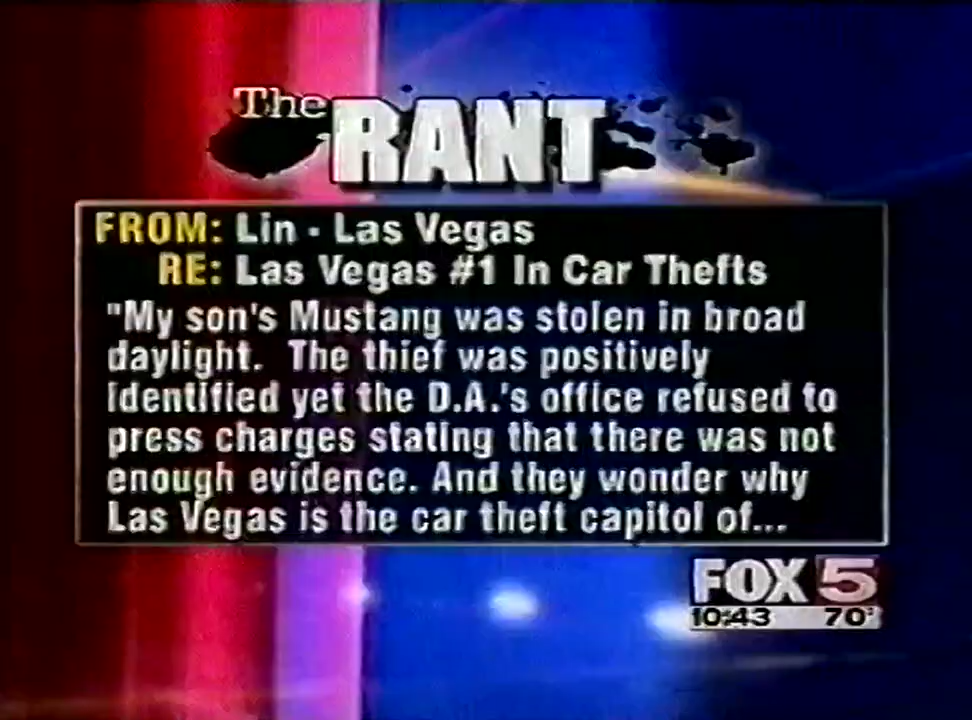 The RANT
FROM: Lin - Las Vegas
RE: Las Vegas #1 In Car Thefts
"My son's Mustang was stolen in broad
daylight.  The thief was positively
identified yet the D.A.'s office refused to
press charges stating that there was not
enough evidence. And they wonder why
Las Vegas is the car theft capitol of...
FOX 5
10:43 70°